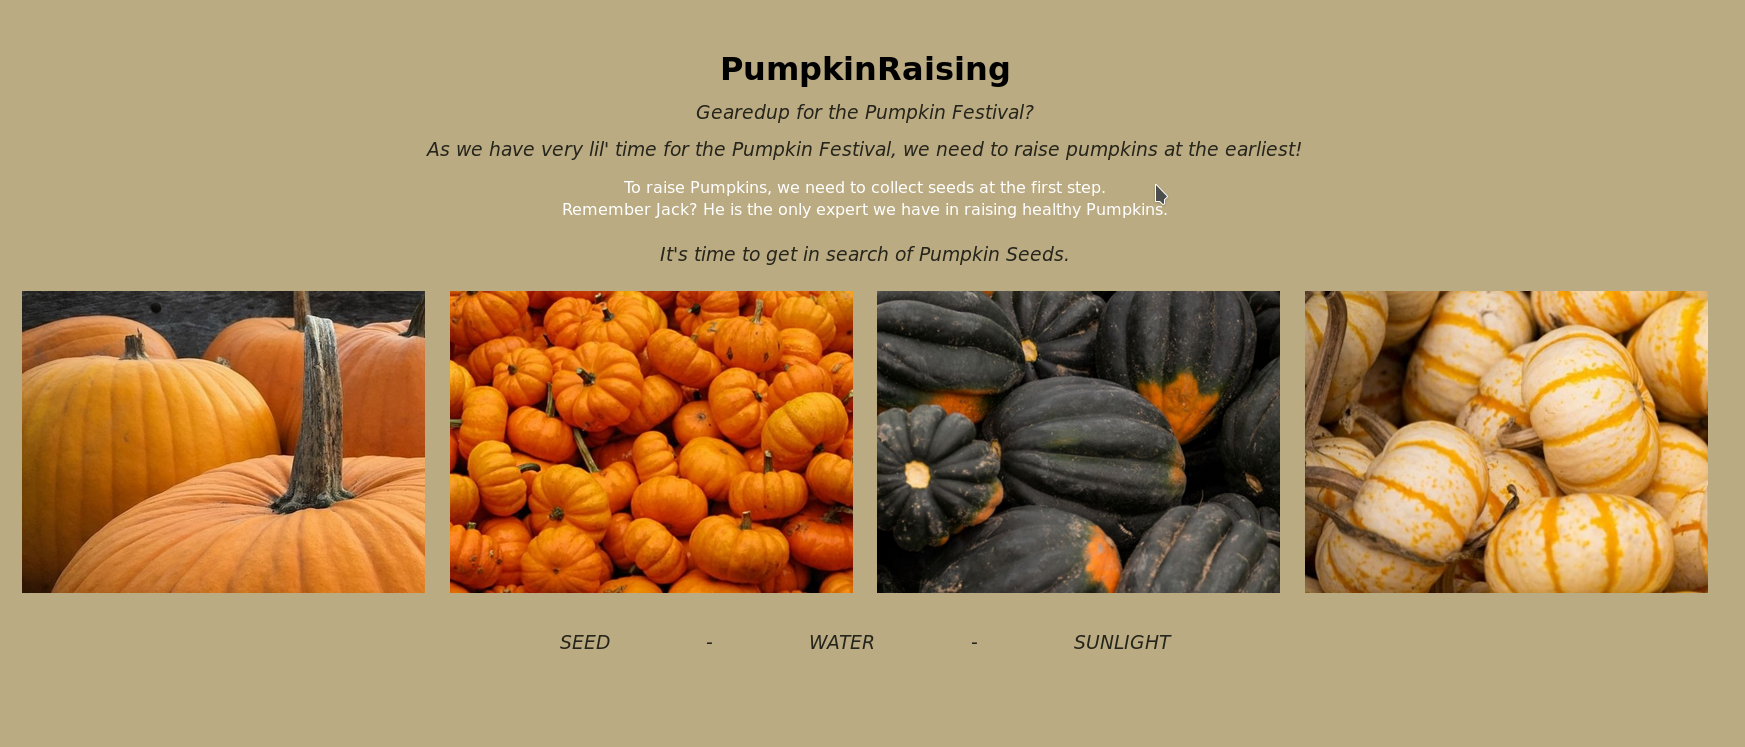 PumpkinRaising
Gearedup for the Pumpkin Festival?
As we have very lil' time for the Pumpkin Festival, we need to raise pumpkins at the earliest!
To raise Pumpkins, we need to collect seeds at the first step.
Remember Jack? He is the only expert we have in raising healthy Pumpkins.
It's time to get in search of Pumpkin Seeds.
SEED - WATER - SUNLIGHT